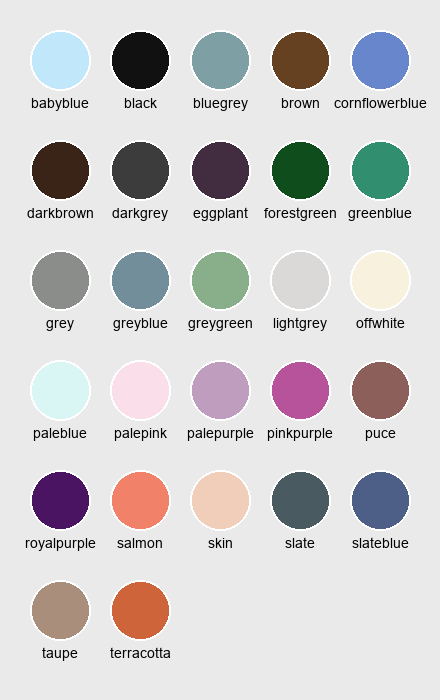 babyblue black bluegrey brown cornflowerblue
darkbrown darkgrey eggplant forestgreen greenblue
grey greyblue greygreen lightgrey offwhite
paleblue palepink palepurple pinkpurple puce
royalpurple salmon skin slate slateblue
taupe terracotta